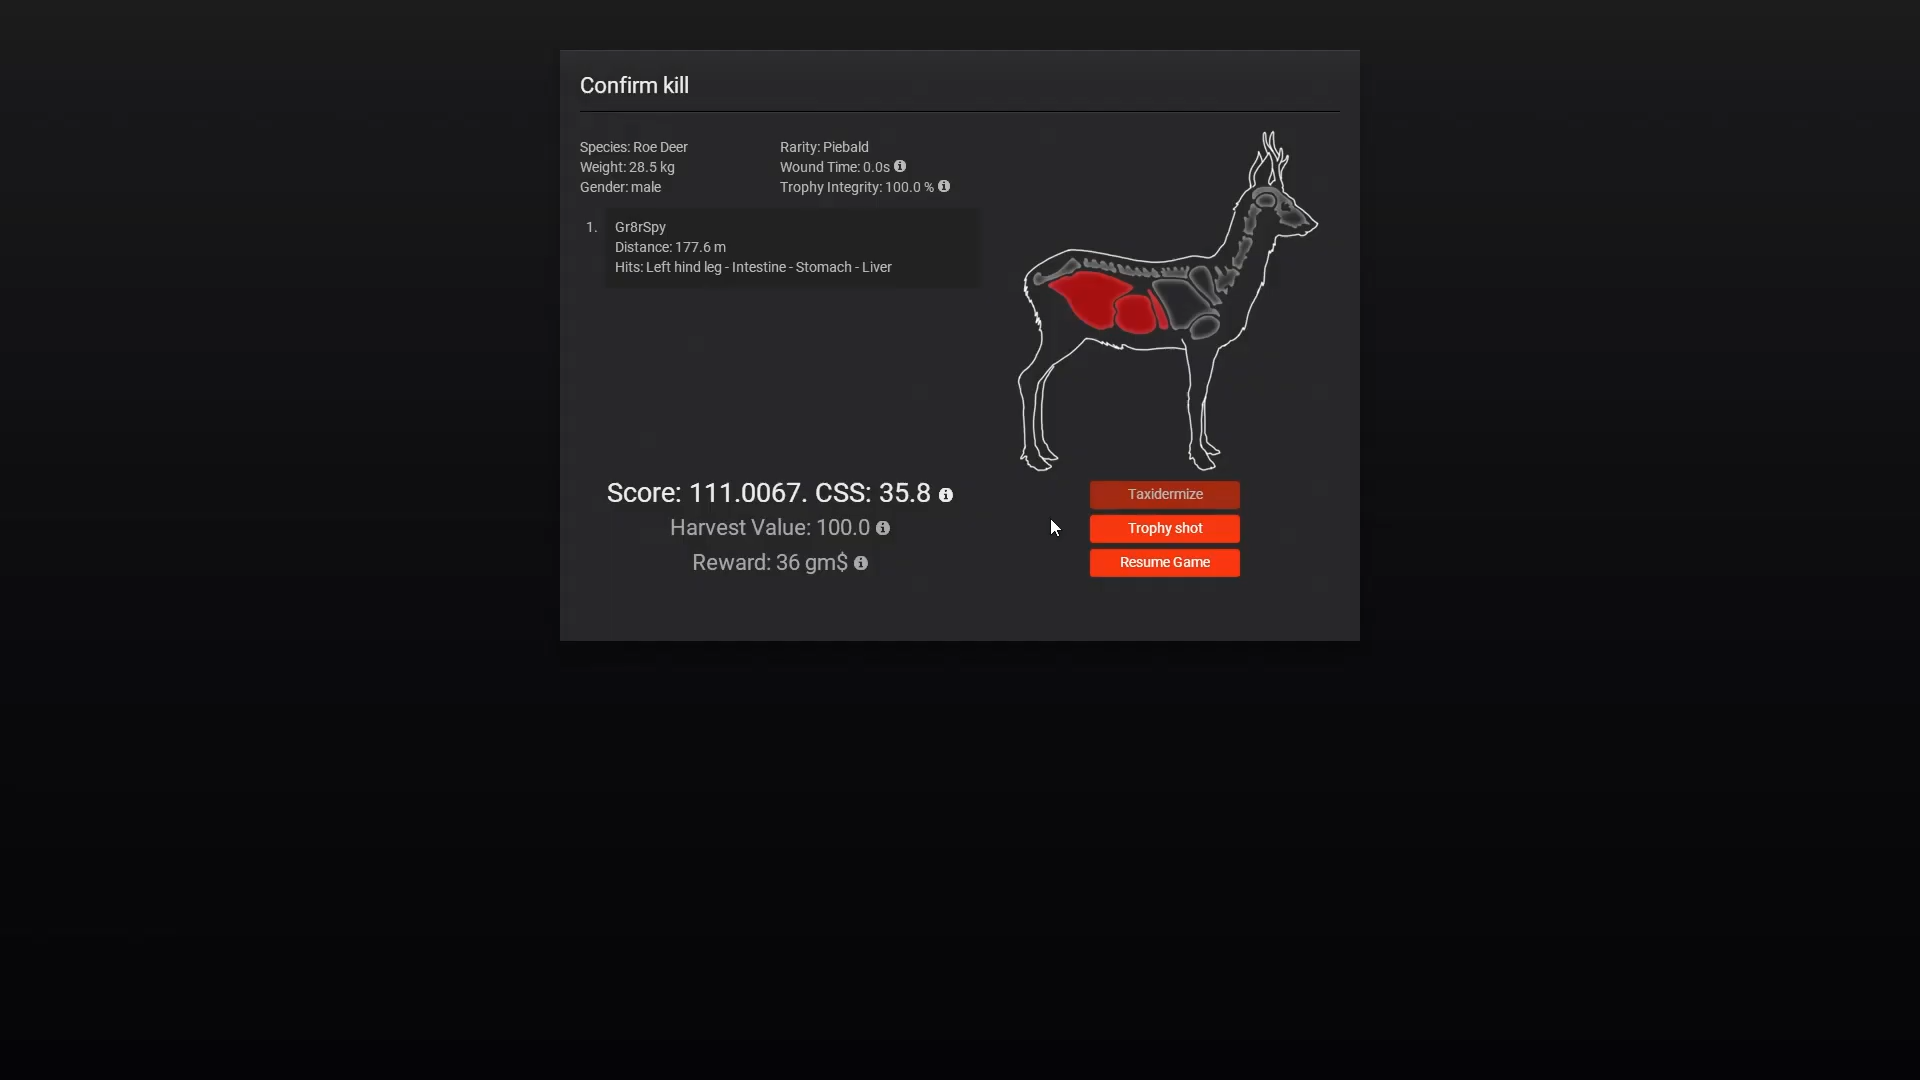 Confirm kill
Species: Roe Deer
Weight: 28.5 kg
Gender: male
Rarity: Piebald
Wound Time: 0.0s
Trophy Integrity: 100.0 %
1.
Gr8rSpy
Distance: 177.6 m
Hits: Left hind leg - Intestine - Stomach - Liver
Score: 111.0067. CSS: 35.8
Harvest Value: 100.0
Reward: 36 gm$
Taxidermize
Trophy shot
Resume Game